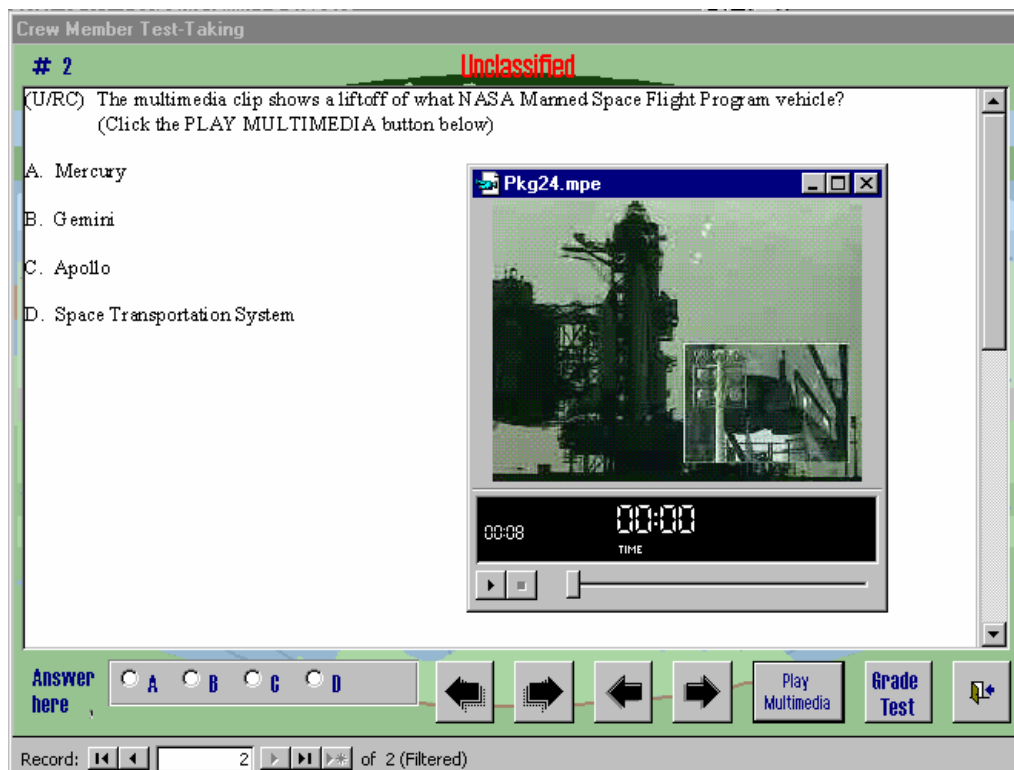 Crew Member Test-Taking
# 2
Unclassified
(U/RC) The multimedia clip shows a liftoff of what NASA Manned Space Flight Program vehicle?
(Click the PLAY MULTIMEDIA button below)
A. Mercury
B. Gemini
C. Apollo
D. Space Transportation System
Pkg24.mpe
00:08
00:00
TIME
Answer here
A B C D
Play Multimedia
Grade Test
Record: 2 of 2 (Filtered)